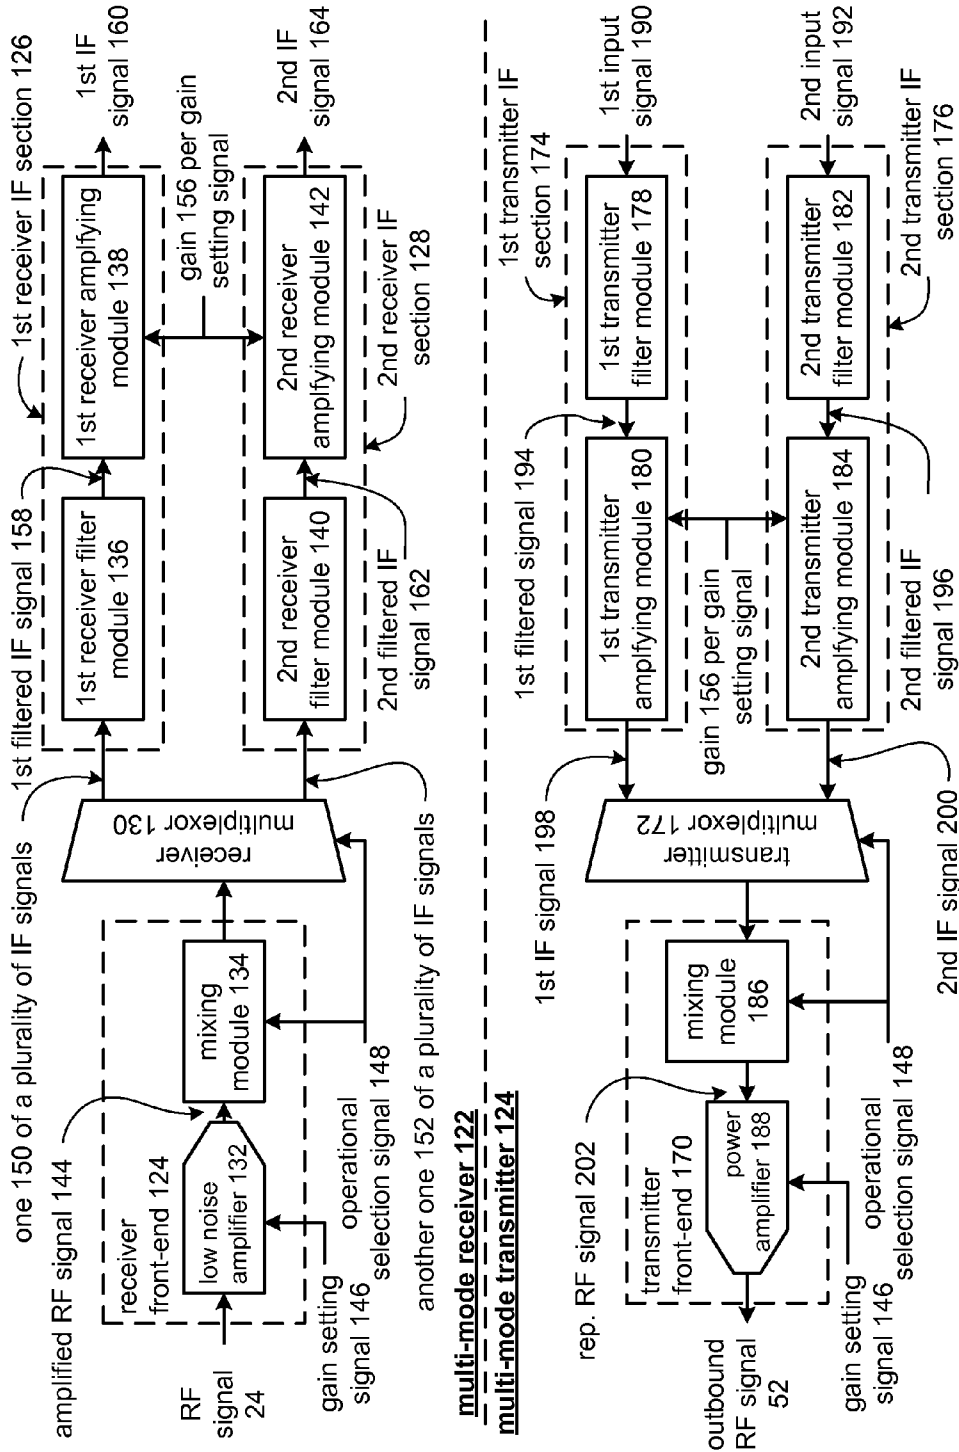 one 150 of a plurality of IF signals
amplified RF signal 144
receiver
front-end 124
RF
signal
24
low noise
amplifier 132
mixing
module 134
gain setting
signal 146
operational
selection signal 148
receiver
multiplexor 130
another one 152 of a plurality of IF signals
1st filtered IF signal 158
1st receiver filter
module 136
1st receiver IF section 126
1st receiver amplfying
module 138
1st IF
signal 160
gain 156 per gain
setting signal
2nd receiver
filter module 140
2nd receiver
amplfying module 142
2nd IF
signal 164
2nd filtered IF
signal 162
2nd receiver IF
section 128
multi-mode receiver 122
multi-mode transmitter 124
rep. RF signal 202
transmitter
front-end 170
outbound
RF signal
52
power
amplifier 188
mixing
module
186
gain setting
signal 146
operational
selection signal 148
1st IF signal 198
transmitter
multiplexor 172
2nd IF signal 200
1st filtered signal 194
1st transmitter IF
section 174
1st transmitter
amplfying module 180
1st transmitter
filter module 178
1st input
signal 190
gain 156 per gain
setting signal
2nd transmitter
amplfying module 184
2nd transmitter
filter module 182
2nd input
signal 192
2nd filtered IF
signal 196
2nd transmitter IF
section 176